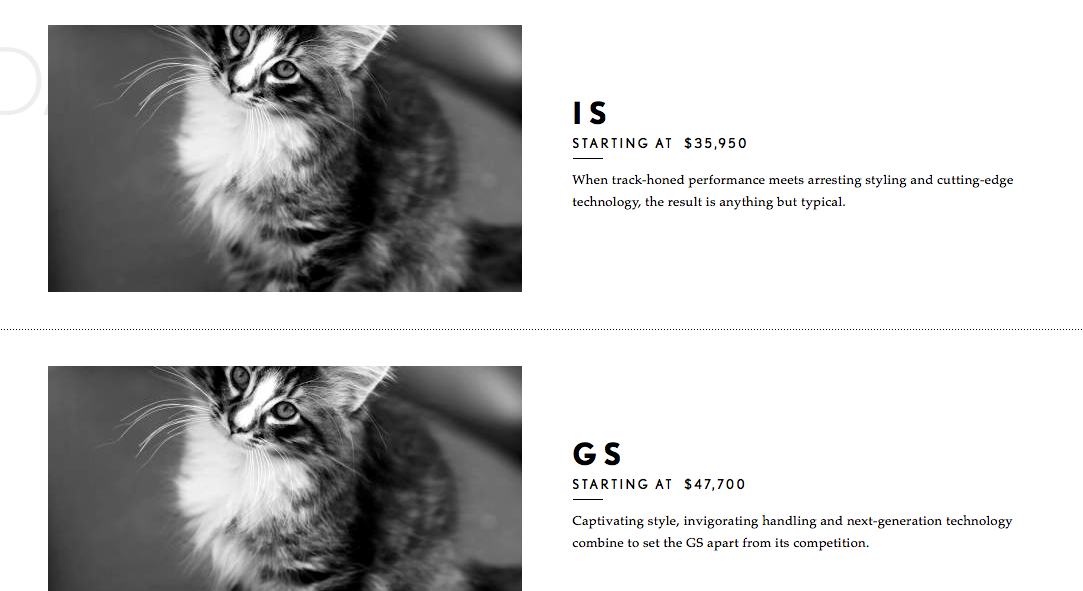 IS
STARTING AT $35,950
When track-honed performance meets arresting styling and cutting-edge
technology, the result is anything but typical.
GS
STARTING AT $47,700
Captivating style, invigorating handling and next-generation technology
combine to set the GS apart from its competition.